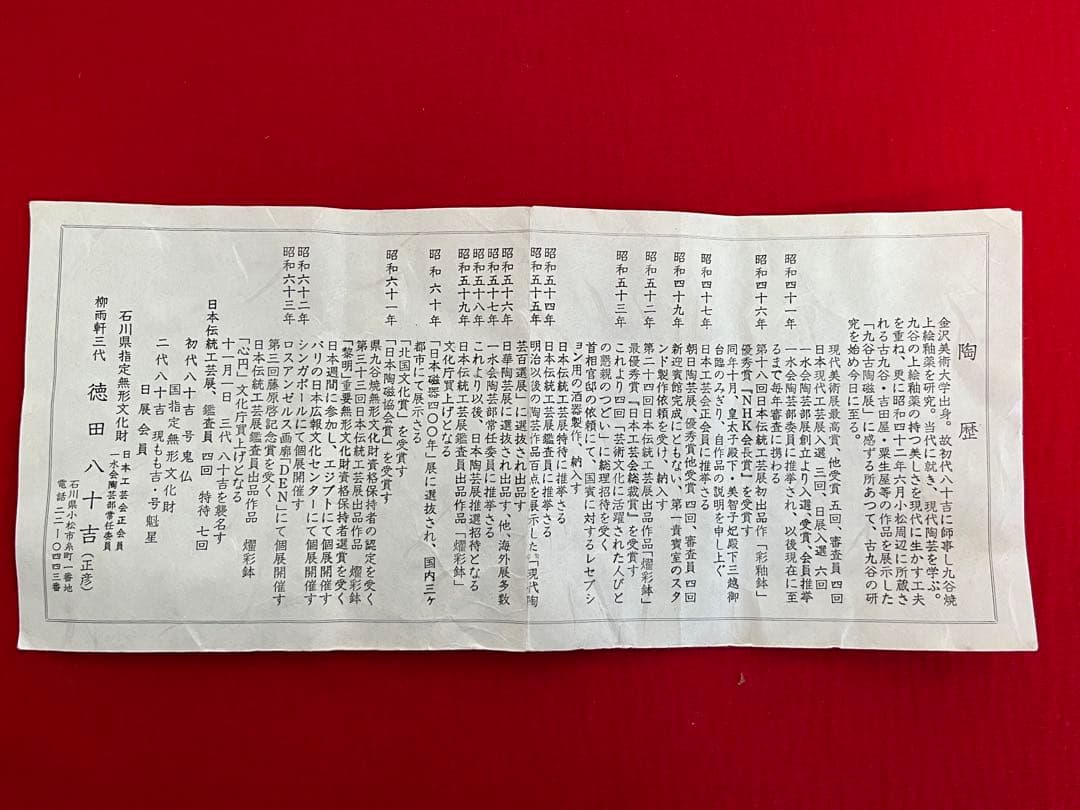 陶歴
金沢美術大学出身。故初代八十吉に師事し九谷焼
上絵釉薬を研究。当代に就き、現代陶芸を学ぶ。
九谷の上絵釉薬の持つ美しさを現代に生かす工夫
を重ね、更に昭和四十二年六月小松周辺に所蔵さ
れる古九谷・吉田屋・粟生屋等の作品を展示した
「九谷古陶磁展」に感ずる所あつて、古九谷の研
究を始め今日に至る。
現代美術展最高賞、他受賞 五回、審査員 四回
日本現代工芸展入選 三回、日展入選 六回
昭和四十一年 一水会陶芸展創立より入選、受賞、会員推挙
一水会陶芸部委員に推挙され、以後現在に至
るまで毎年審査に携わる
昭和四十六年 第十八回日本伝統工芸展初出品作「彩釉鉢」
優秀賞「NHK会長賞」を受賞す
同年十月、皇太子殿下・美智子妃殿下三越御
台臨のみぎり、自作品の説明を申し上ぐ
昭和四十七年 日本工芸会正会員に推挙さる
朝日陶芸展、優秀賞他受賞 四回、審査員 四回
昭和四十九年 新迎賓館完成にともない、第一貴賓室のスタ
ンド製作依頼を受け、納入す
昭和五十二年 第二十四回日本伝統工芸展出品作品「燿彩鉢」
最優秀賞「日本工芸会総裁賞」を受賞す
昭和五十三年 これより四回「芸術文化に活躍された人びと
の懇親のつどい」に総理招待を受く
首相官邸の依頼にて、国賓に対するレセプシ
ョン用の酒器製作、納入す
昭和五十四年 日本伝統工芸展特待に推挙さる
昭和五十五年 日本伝統工芸展鑑査員に推挙さる
明治以後の陶芸作品百点を展示した「現代陶
芸百選展」に選抜され出品す
昭和五十六年 日華陶芸展に選抜され出品す、他、海外展多数
昭和五十七年 一水会陶芸部常任委員に推挙さる
昭和五十八年 これより以後、日本陶芸展推選招待となる
昭和五十九年 日本伝統工芸展鑑査員出品作品「燿彩鉢」
文化庁買上げとなる
昭和六十年 「日本磁器四〇〇年」展に選抜され、国内三ヶ
都市にて展示さる
「北国文化賞」を受賞す
昭和六十一年 「日本陶磁協会賞」を受賞す
県九谷焼無形文化財資格保持者の認定を受く
第三十三回日本伝統工芸展出品作品 燿彩鉢
「黎明」重要無形文化財資格保持者選賞を受く
日本週間に参加し、エジプトにて個展開催す
パリの日本広報文化センターにて個展開催す
昭和六十二年 シンガポールにて個展開催す
昭和六十三年 ロスアンゼルス画廊「DEN」にて個展開催す
第三回藤原啓記念賞を受く
日本伝統工芸展鑑査員出品作品 燿彩鉢
「心円」文化庁買上げとなる
十一月一日 三代 八十吉を襲名す
日本伝統工芸展、鑑査員 四回 特待 七回
初代八十吉 号鬼仏
国指定無形文化財
二代八十吉 現もも吉・号魁星
日展会員
石川県指定無形文化財 日本工芸会正会員
一水会陶芸部常任委員
柳雨軒三代 徳田八十吉（正彦）
石川県小松市糸町一番地
電話 二二−〇四四三番